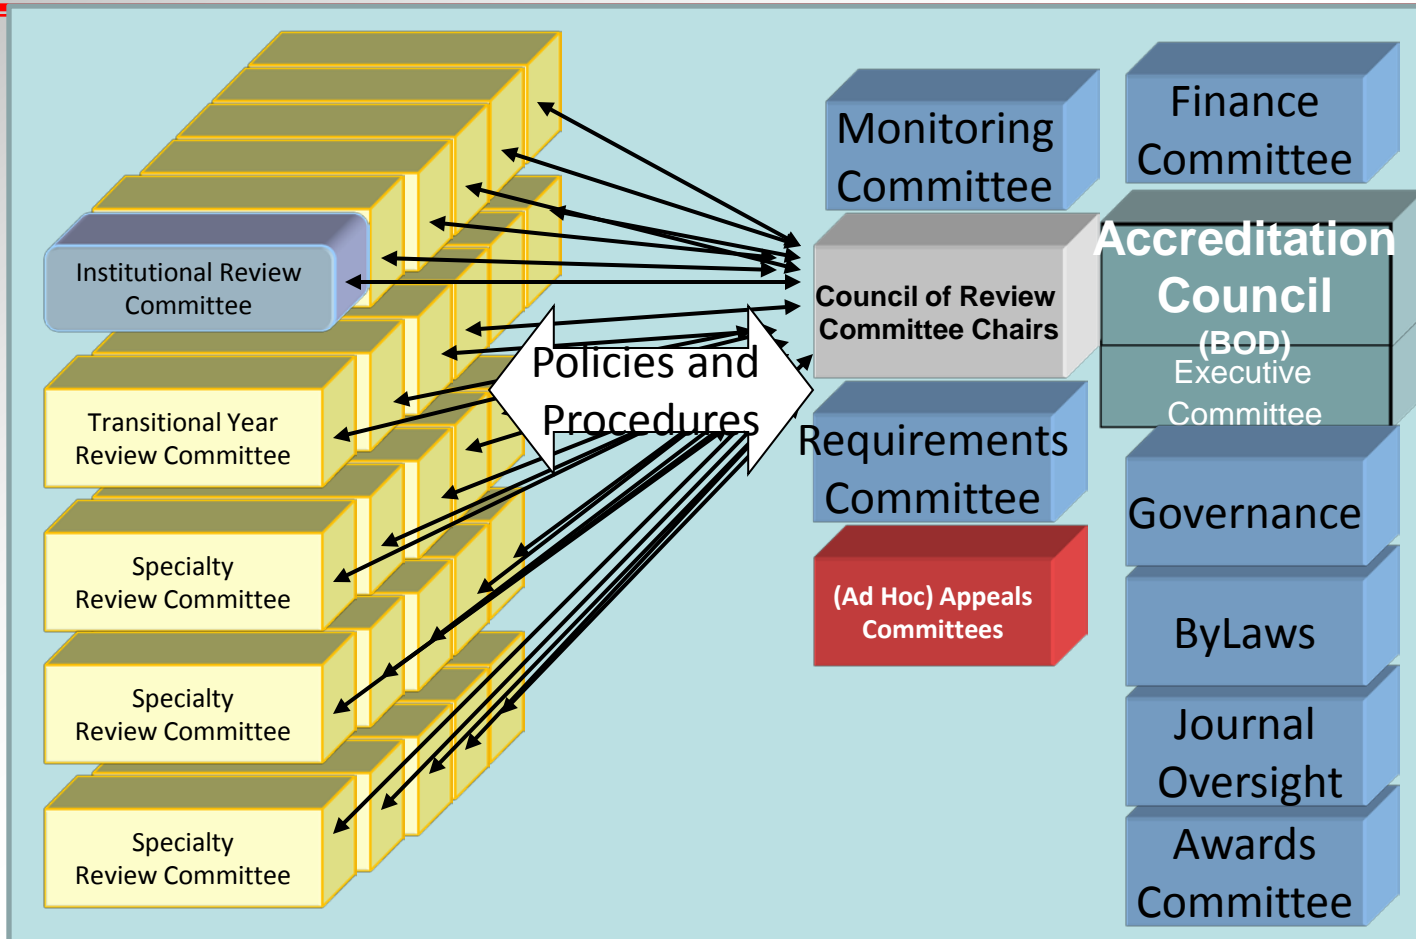 Institutional Review
Committee
Transitional Year
Review Committee
Specialty
Review Committee
Specialty
Review Committee
Specialty
Review Committee
Policies and
Procedures
Monitoring
Committee
Council of Review
Committee Chairs
Requirements
Committee
(Ad Hoc) Appeals
Committees
Finance
Committee
Accreditation
Council
(BOD)
Executive
Committee
Governance
ByLaws
Journal
Oversight
Awards
Committee